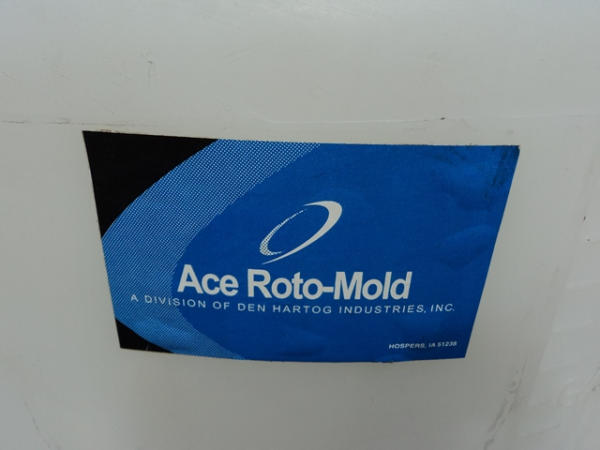 Ace Roto-Mold
A DIVISION OF DEN HARTOG INDUSTRIES, INC.
HOSPERS, IA 51238